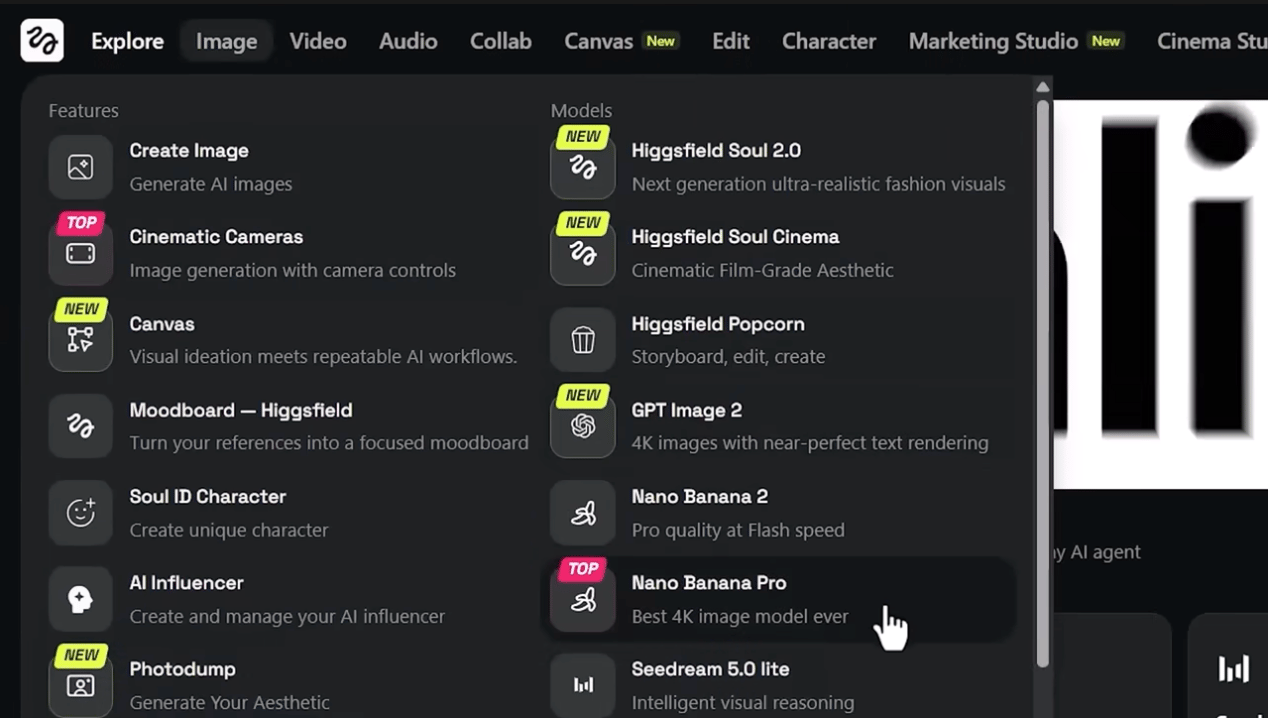 Explore Image Video Audio Collab Canvas New Edit Character Marketing Studio New Cinema
Features
Create Image
Generate AI images
TOP
Cinematic Cameras
Image generation with camera controls
NEW
Canvas
Visual ideation meets repeatable AI workflows.
Moodboard — Higgsfield
Turn your references into a focused moodboard
Soul ID Character
Create unique character
AI Influencer
Create and manage your AI influencer
NEW
Photodump
Generate Your Aesthetic
Models
NEW
Higgsfield Soul 2.0
Next generation ultra-realistic fashion visuals
NEW
Higgsfield Soul Cinema
Cinematic Film-Grade Aesthetic
Higgsfield Popcorn
Storyboard, edit, create
NEW
GPT Image 2
4K images with near-perfect text rendering
Nano Banana 2
Pro quality at Flash speed
TOP
Nano Banana Pro
Best 4K image model ever
Seedream 5.0 lite
Intelligent visual reasoning
AI agent